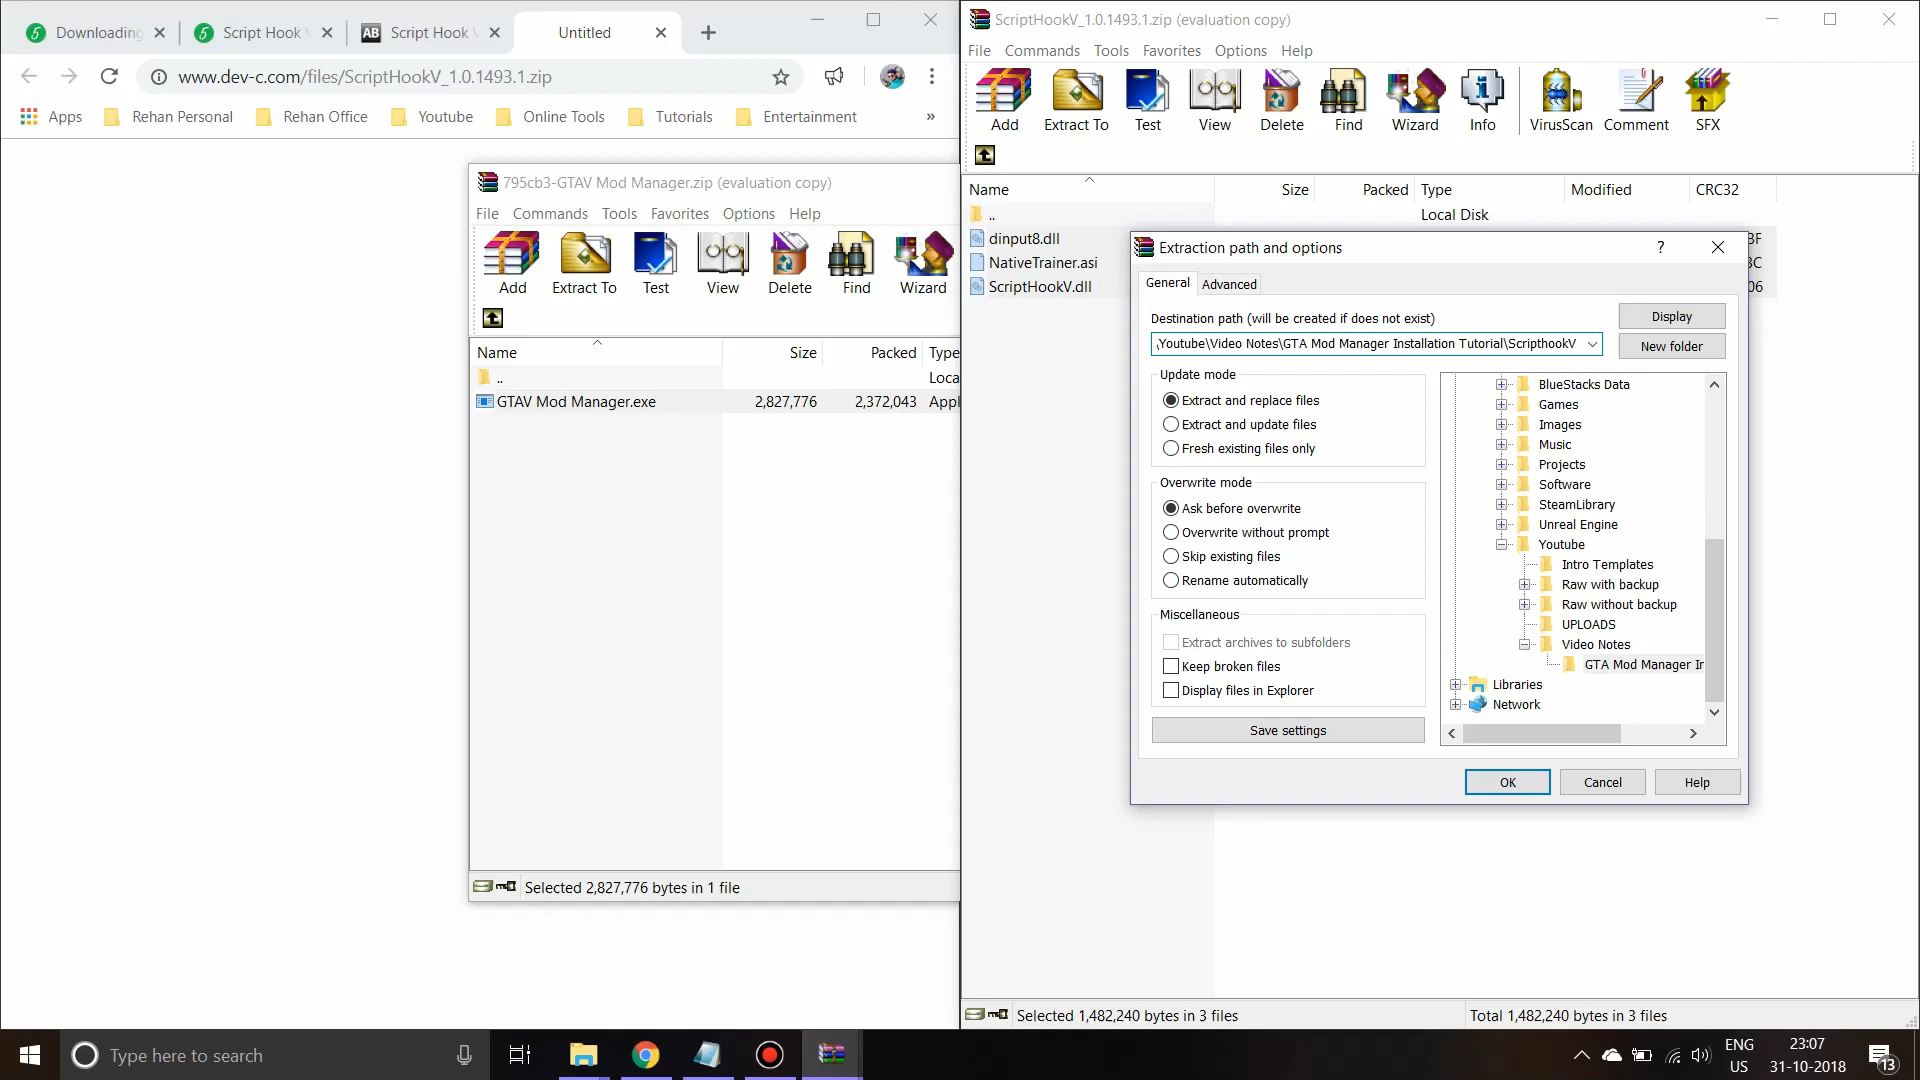 Downloading
Script Hook
Script Hook
Untitled
www.dev-c.com/files/ScriptHookV_1.0.1493.1.zip
Apps
Rehan Personal
Rehan Office
Youtube
Online Tools
Tutorials
Entertainment
»
795cb3-GTAV Mod Manager.zip (evaluation copy)
File Commands Tools Favorites Options Help
Add Extract To Test View Delete Find Wizard
Name Size Packed Type
.. Loca
GTAV Mod Manager.exe 2,827,776 2,372,043 Appl
Selected 2,827,776 bytes in 1 file
ScriptHookV_1.0.1493.1.zip (evaluation copy)
File Commands Tools Favorites Options Help
Add Extract To Test View Delete Find Wizard Info VirusScan Comment SFX
Name Size Packed Type Modified CRC32
.. Local Disk
dinput8.dll
NativeTrainer.asi
ScriptHookV.dll 06
Extraction path and options
General Advanced
Destination path (will be created if does not exist)
\Youtube\Video Notes\GTA Mod Manager Installation Tutorial\ScripthookV
Display
New folder
Update mode
Extract and replace files
Extract and update files
Fresh existing files only
Overwrite mode
Ask before overwrite
Overwrite without prompt
Skip existing files
Rename automatically
Miscellaneous
Extract archives to subfolders
Keep broken files
Display files in Explorer
Save settings
BlueStacks Data
Games
Images
Music
Projects
Software
SteamLibrary
Unreal Engine
Youtube
Intro Templates
Raw with backup
Raw without backup
UPLOADS
Video Notes
GTA Mod Manager Ir
Libraries
Network
OK
Cancel
Help
Selected 1,482,240 bytes in 3 files
Total 1,482,240 bytes in 3 files
Type here to search
ENG
US
23:07
31-10-2018
13